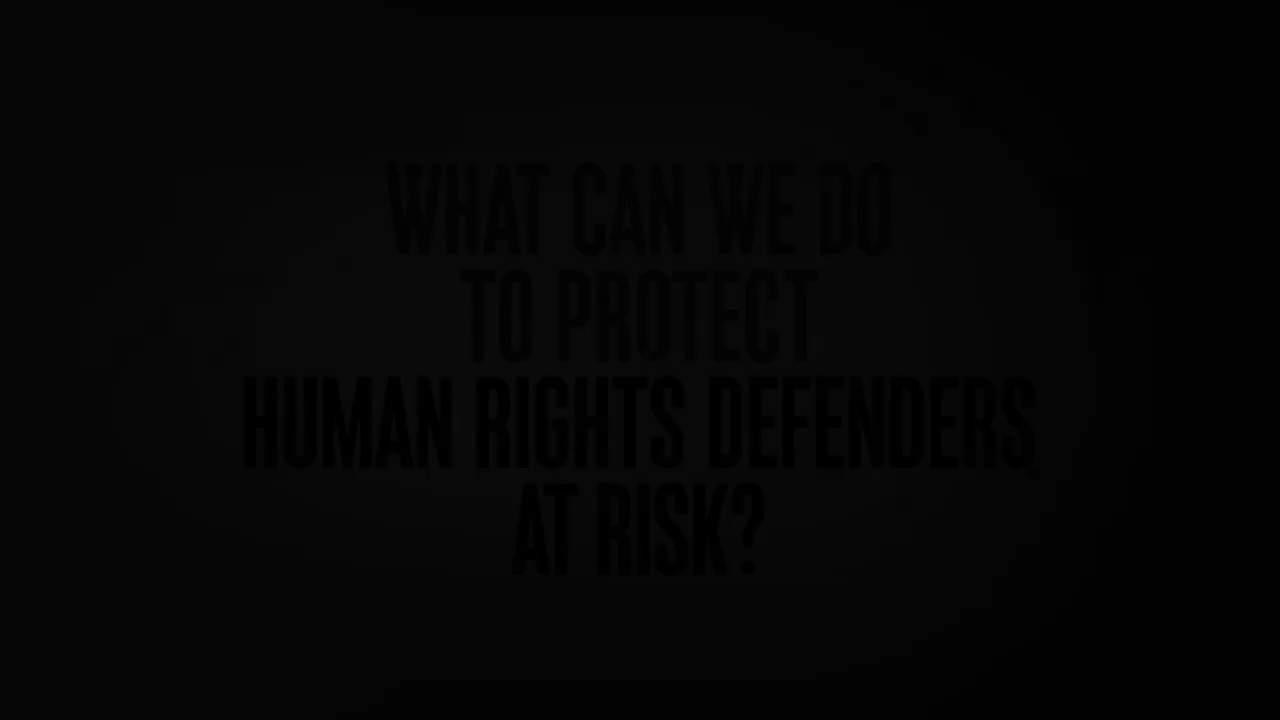 WHAT CAN WE DO
TO PROTECT
HUMAN RIGHTS DEFENDERS
AT RISK?